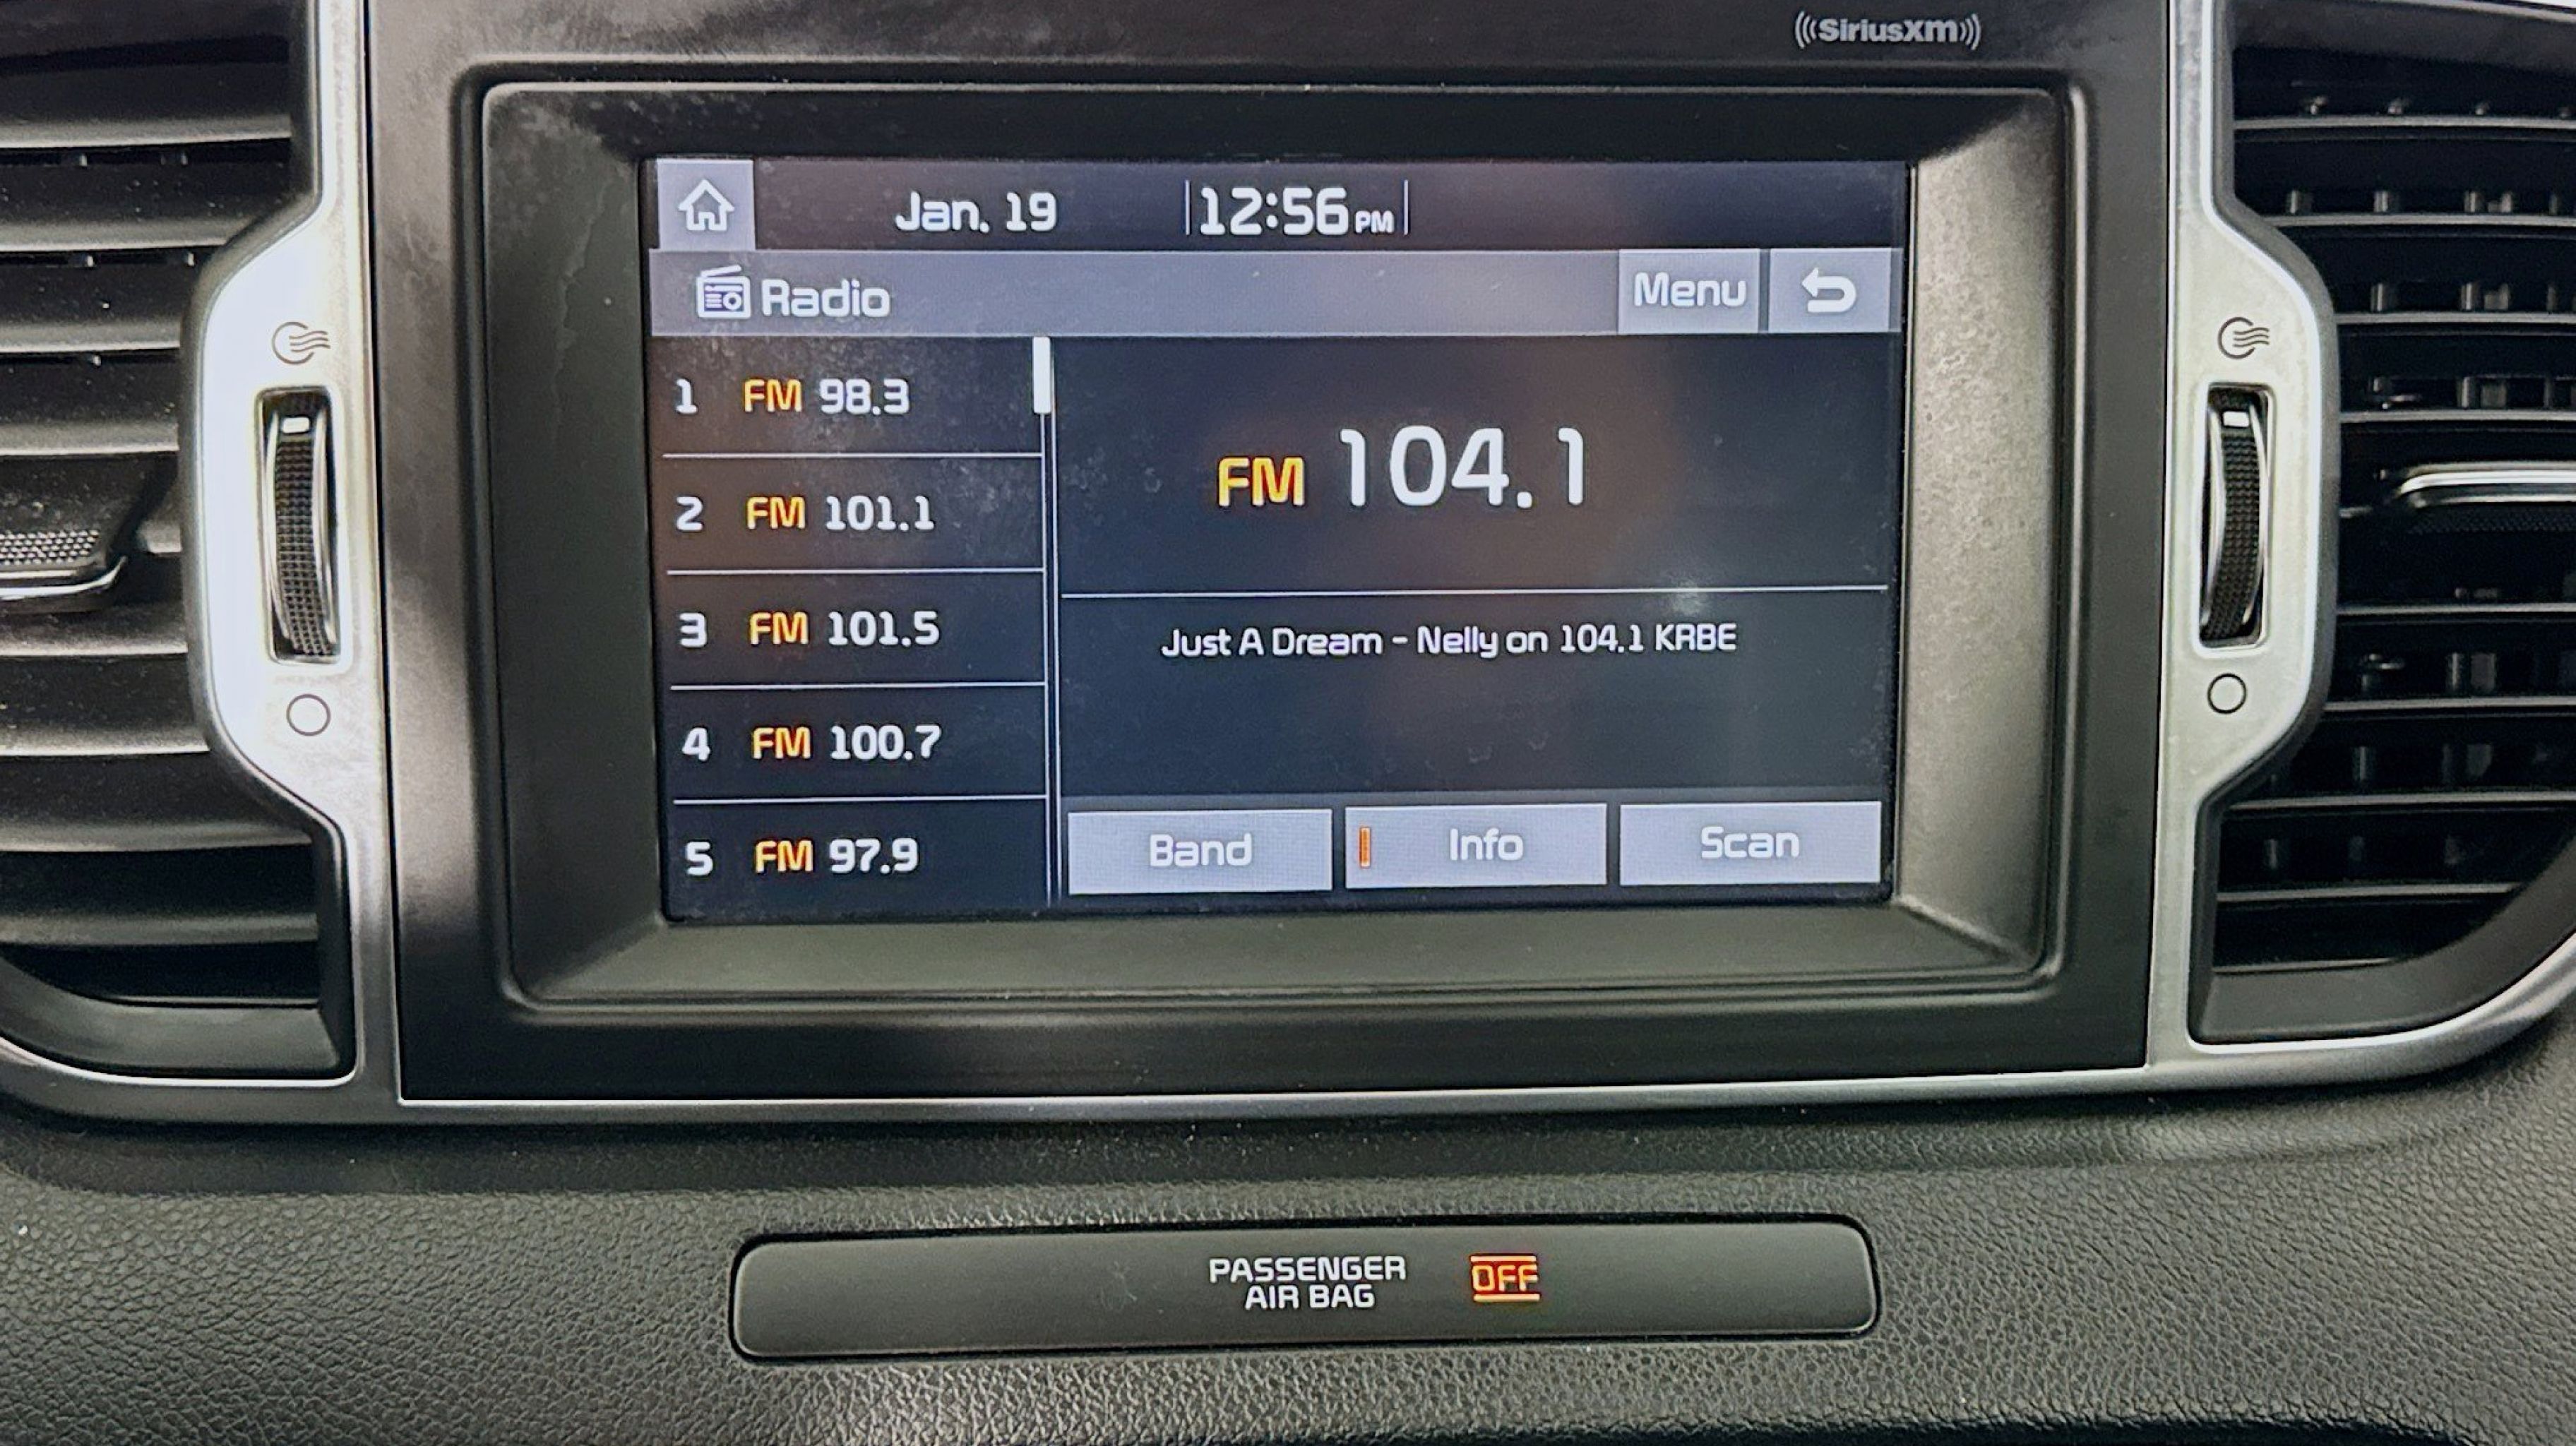 SiriusXM
Jan. 19
12:56 PM
Radio
Menu
1 FM 98.3
2 FM 101.1
3 FM 101.5
4 FM 100.7
5 FM 97.9
FM 104.1
Just A Dream - Nelly on 104.1 KRBE
Band
Info
Scan
PASSENGER
AIR BAG
OFF